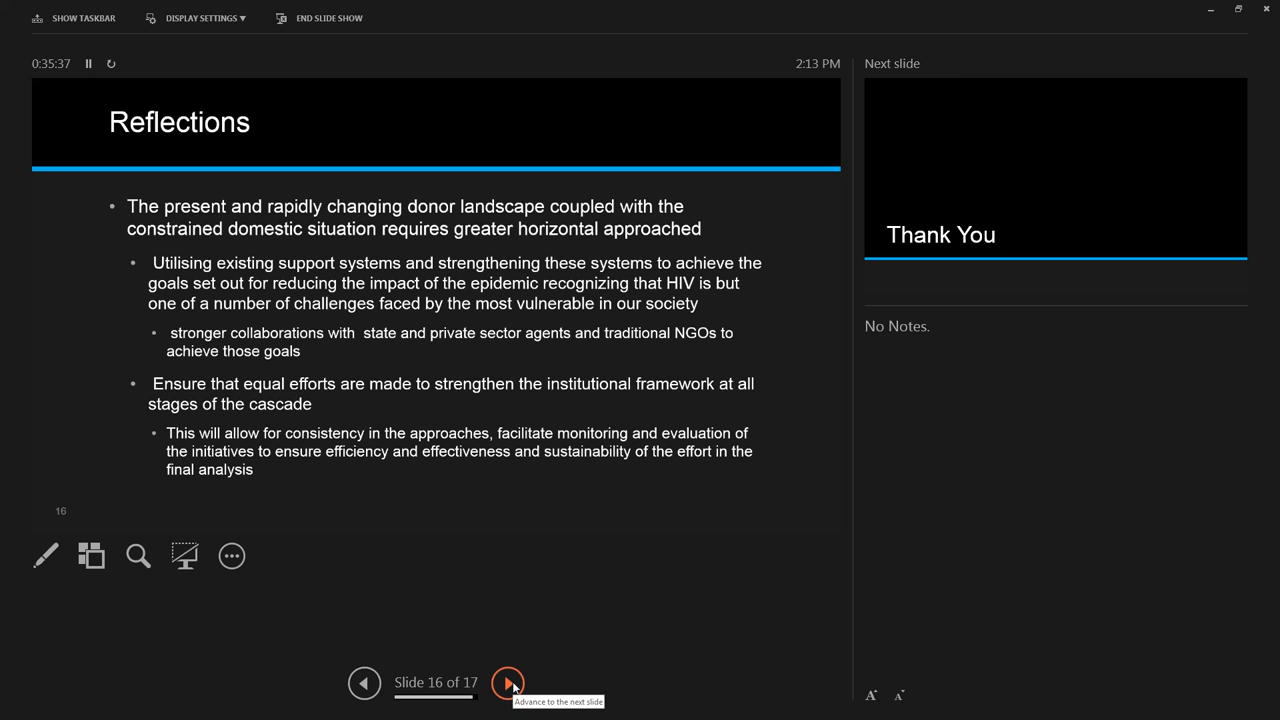 SHOW TASKBAR
DISPLAY SETTINGS ▼
END SLIDE SHOW
0:35:37
2:13 PM
Reflections
• The present and rapidly changing donor landscape coupled with the
constrained domestic situation requires greater horizontal approached
• Utilising existing support systems and strengthening these systems to achieve the
goals set out for reducing the impact of the epidemic recognizing that HIV is but
one of a number of challenges faced by the most vulnerable in our society
• stronger collaborations with state and private sector agents and traditional NGOs to
achieve those goals
• Ensure that equal efforts are made to strengthen the institutional framework at all
stages of the cascade
• This will allow for consistency in the approaches, facilitate monitoring and evaluation of
the initiatives to ensure efficiency and effectiveness and sustainability of the effort in the
final analysis
16
Slide 16 of 17
Advance to the next slide
Next slide
Thank You
No Notes.
A A